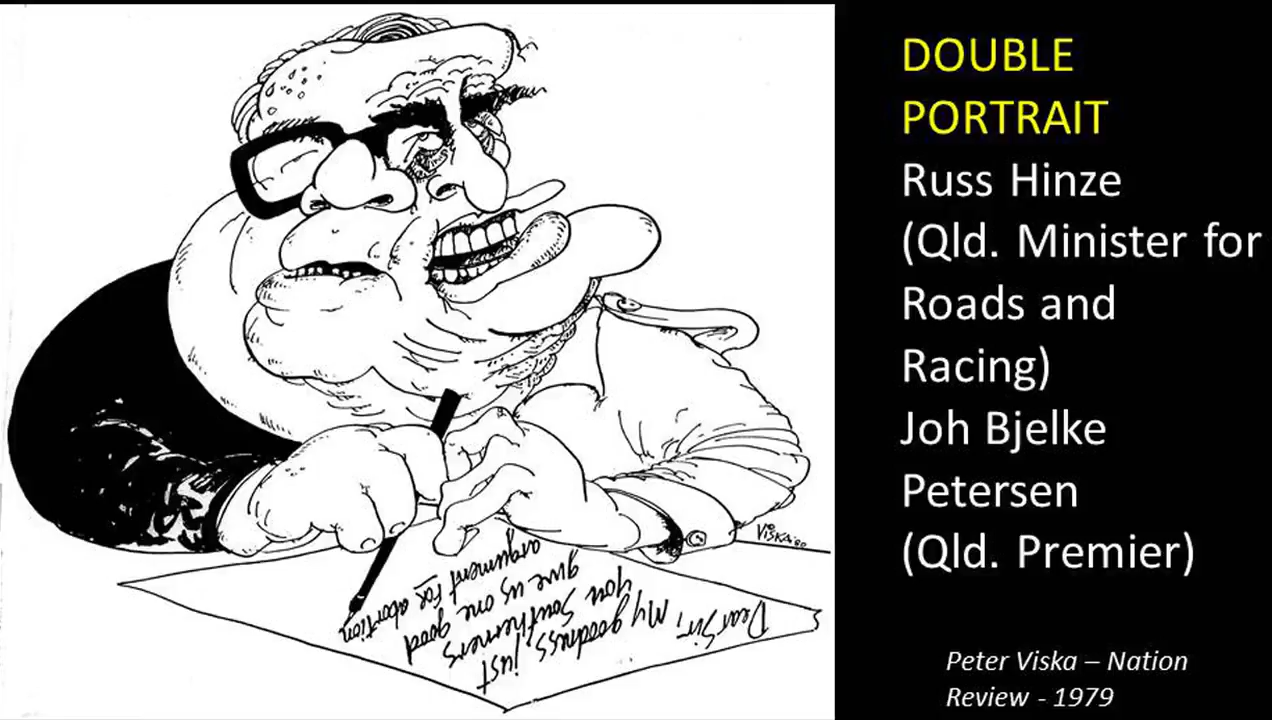 DOUBLE
PORTRAIT
Russ Hinze
(Qld. Minister for
Roads and
Racing)
Joh Bjelke
Petersen
(Qld. Premier)
Peter Viska – Nation
Review - 1979
VISKA '80
Dear Sir, My goodness, just
you Southerners
give us one good
argument for abortion